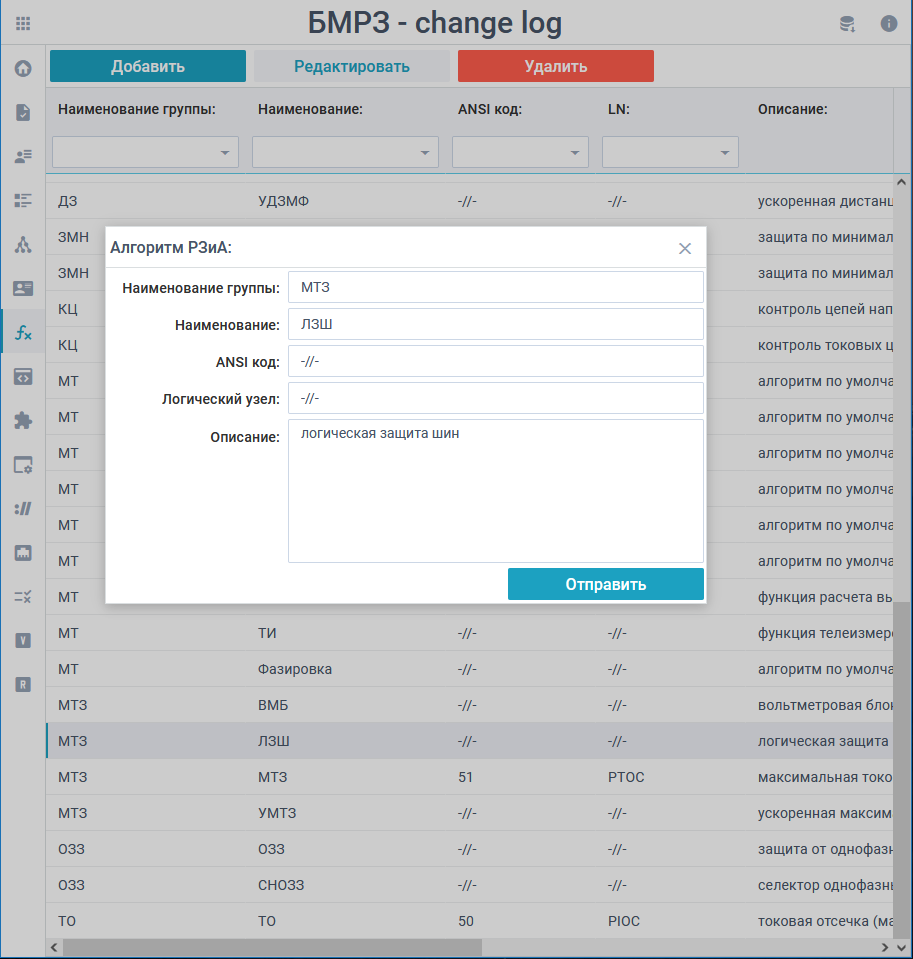 БМРЗ - change log
Добавить Редактировать Удалить
Наименование группы: Наименование: ANSI код: LN: Описание:
ДЗ УДЗМФ -//- -//- ускоренная дистанц
ЗМН защита по минимал
ЗМН защита по минимал
КЦ контроль цепей нап
КЦ контроль токовых ц
МТ алгоритм по умолча
МТ алгоритм по умолча
МТ алгоритм по умолча
МТ алгоритм по умолча
МТ алгоритм по умолча
МТ алгоритм по умолча
МТ функция расчета вы
Алгоритм РЗиА:
Наименование группы: МТЗ
Наименование: ЛЗШ
ANSI код: -//-
Логический узел: -//-
Описание: логическая защита шин
Отправить
МТ ТИ -//- -//- функция телеизмере
МТ Фазировка -//- -//- алгоритм по умолча
МТЗ ВМБ -//- -//- вольтметровая блок
МТЗ ЛЗШ -//- -//- логическая защита
МТЗ МТЗ 51 PTOC максимальная токо
МТЗ УМТЗ -//- -//- ускоренная максим
ОЗЗ ОЗЗ -//- -//- защита от однофазн
ОЗЗ СНОЗЗ -//- -//- селектор однофазнь
ТО ТО 50 PIOC токовая отсечка (ма
V
R